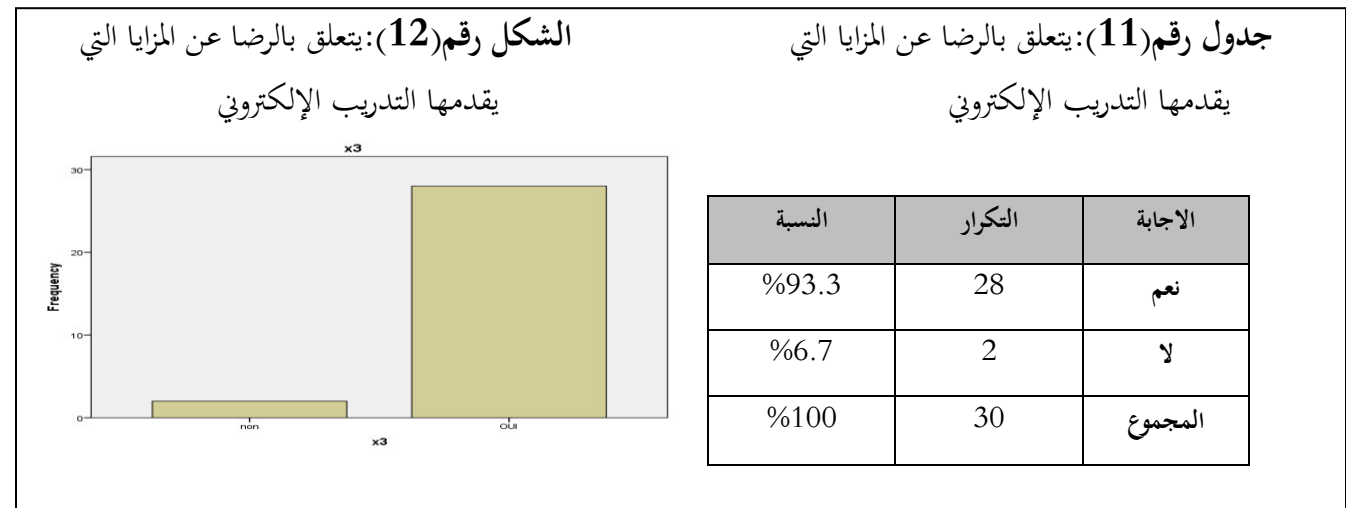 جدول رقم(11):يتعلق بالرضا عن المزايا التي
يقدمها التدريب الإلكتروني
الاجابة التكرار النسبة
نعم 28 %93.3
لا 2 %6.7
المجموع 30 %100
الشكل رقم(12):يتعلق بالرضا عن المزايا التي
يقدمها التدريب الإلكتروني
x3
30
20
10
0
Frequency
non OUI
x3